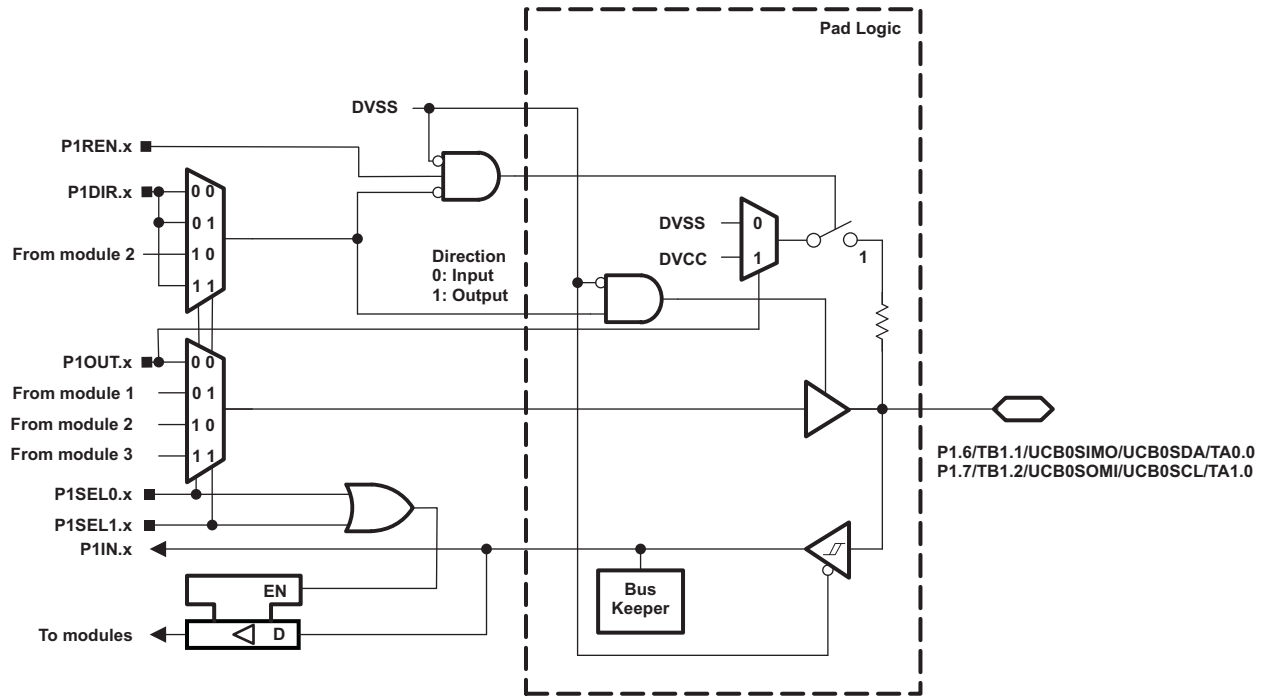 Pad Logic
DVSS
P1REN.x
P1DIR.x
0 0
0 1
From module 2
1 0
1 1
Direction
0: Input
1: Output
DVSS
0
DVCC
1
1
P1OUT.x
0 0
From module 1
0 1
From module 2
1 0
From module 3
1 1
P1.6/TB1.1/UCB0SIMO/UCB0SDA/TA0.0
P1.7/TB1.2/UCB0SOMI/UCB0SCL/TA1.0
P1SEL0.x
P1SEL1.x
P1IN.x
EN
Bus
Keeper
To modules
D